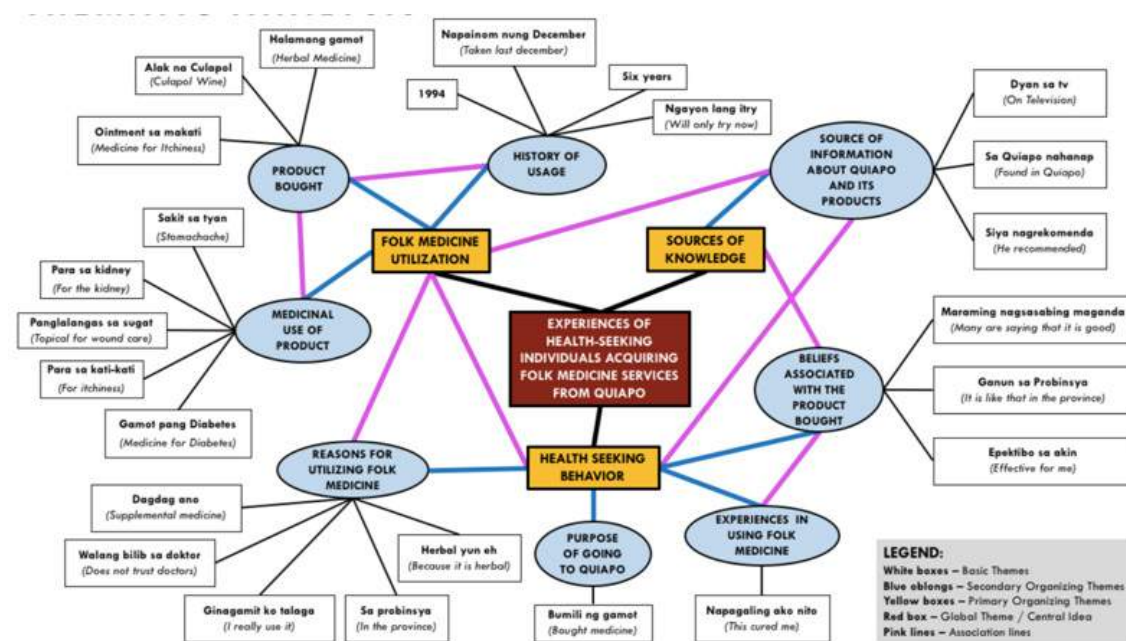 Halamang gamot
(Herbal Medicine)
Alak na Culapol
(Culapol Wine)
Ointment sa makati
(Medicine for Itchiness)
PRODUCT
BOUGHT
Napainom nung December
(Taken last december)
1994
Six years
Ngayon lang itry
(Will only try now)
HISTORY OF
USAGE
Dyan sa tv
(On Television)
Sa Quiapo nahanap
(Found in Quiapo)
Siya nagrekomenda
(He recommended)
SOURCE OF
INFORMATION
ABOUT QUIAPO
AND ITS
PRODUCTS
FOLK MEDICINE
UTILIZATION
SOURCES OF
KNOWLEDGE
Sakit sa tyan
(Stomachache)
Para sa kidney
(For the kidney)
Panglalangas sa sugat
(Topical for wound care)
Para sa kati-kati
(For itchiness)
Gamot pang Diabetes
(Medicine for Diabetes)
MEDICINAL
USE OF
PRODUCT
EXPERIENCES OF
HEALTH-SEEKING
INDIVIDUALS ACQUIRING
FOLK MEDICINE SERVICES
FROM QUIAPO
Maraming nagsasabing maganda
(Many are saying that it is good)
Ganun sa Probinsya
(It is like that in the province)
Epektibo sa akin
(Effective for me)
BELIEFS
ASSOCIATED
WITH THE
PRODUCT
BOUGHT
REASONS FOR
UTILIZING FOLK
MEDICINE
HEALTH SEEKING
BEHAVIOR
Dagdag ano
(Supplemental medicine)
Walang bilib sa doktor
(Does not trust doctors)
Ginagamit ko talaga
(I really use it)
Sa probinsya
(In the province)
Herbal yun eh
(Because it is herbal)
PURPOSE
OF GOING
TO QUIAPO
Bumili ng gamot
(Bought medicine)
EXPERIENCES IN
USING FOLK
MEDICINE
Napagaling ako nito
(This cured me)
LEGEND:
White boxes – Basic Themes
Blue oblongs – Secondary Organizing Themes
Yellow boxes – Primary Organizing Themes
Red box – Global Theme / Central Idea
Pink lines – Association lines